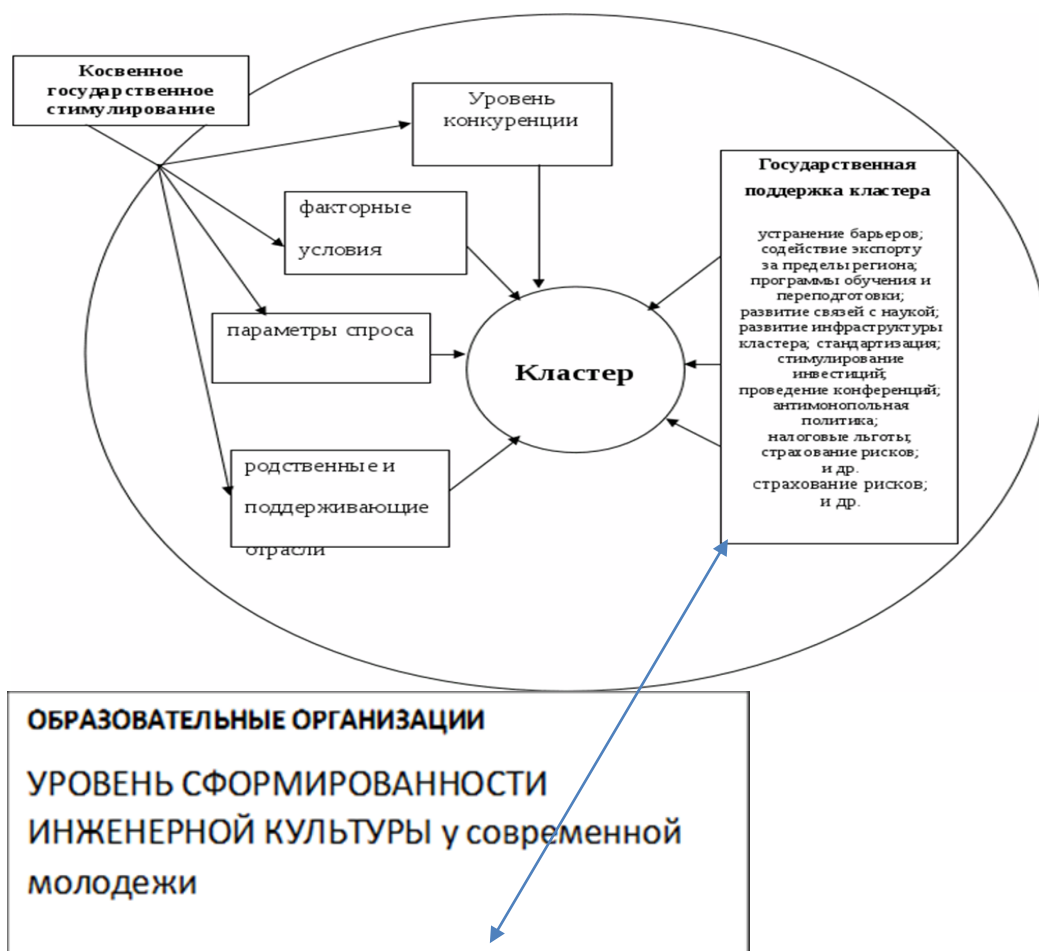 Косвенное
государственное
стимулирование
Уровень
конкуренции
факторные
условия
параметры спроса
родственные и
поддерживающие
отрасли
Кластер
Государственная
поддержка кластера
устранение барьеров;
содействие экспорту
за пределы региона;
программы обучения и
переподготовки;
развитие связей с наукой;
развитие инфраструктуры
кластера; стандартизация;
стимулирование
инвестиций;
проведение конференций;
антимонопольная
политика;
налоговые льготы;
страхование рисков;
и др.
страхование рисков;
и др.
ОБРАЗОВАТЕЛЬНЫЕ ОРГАНИЗАЦИИ
УРОВЕНЬ СФОРМИРОВАННОСТИ
ИНЖЕНЕРНОЙ КУЛЬТУРЫ у современной
молодежи